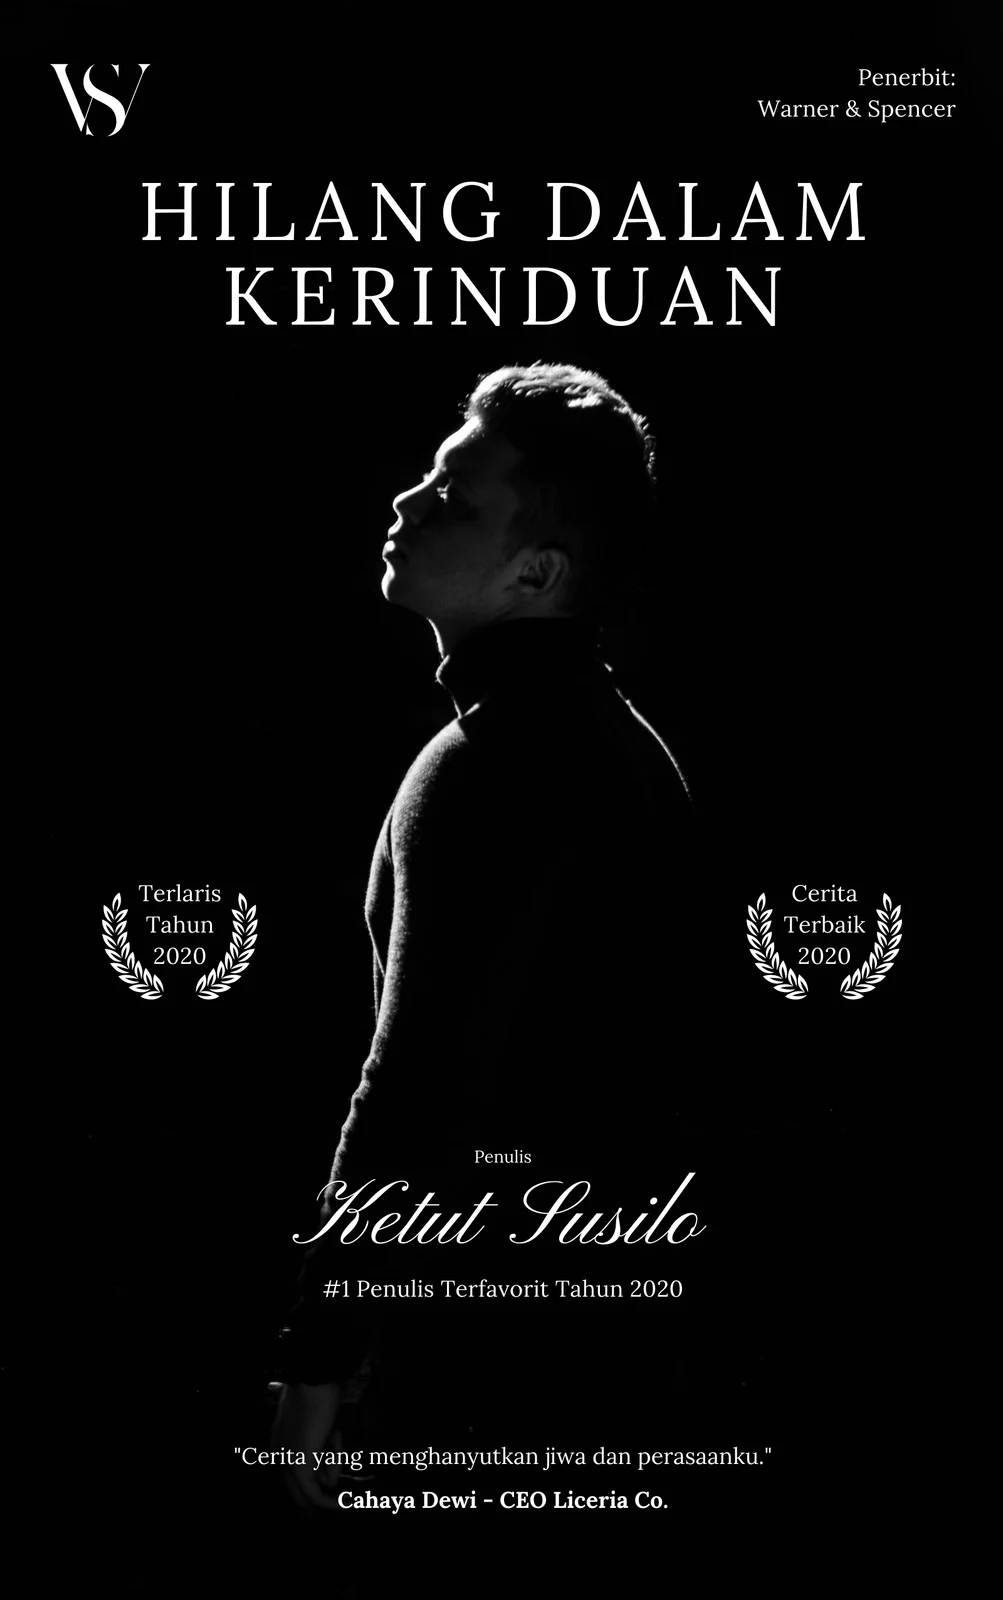 WS
Penerbit:
Warner & Spencer
HILANG DALAM
KERINDUAN
Terlaris
Tahun
2020
Cerita
Terbaik
2020
Penulis
Ketut Susilo
#1 Penulis Terfavorit Tahun 2020
"Cerita yang menghanyutkan jiwa dan perasaanku."
Cahaya Dewi - CEO Liceria Co.